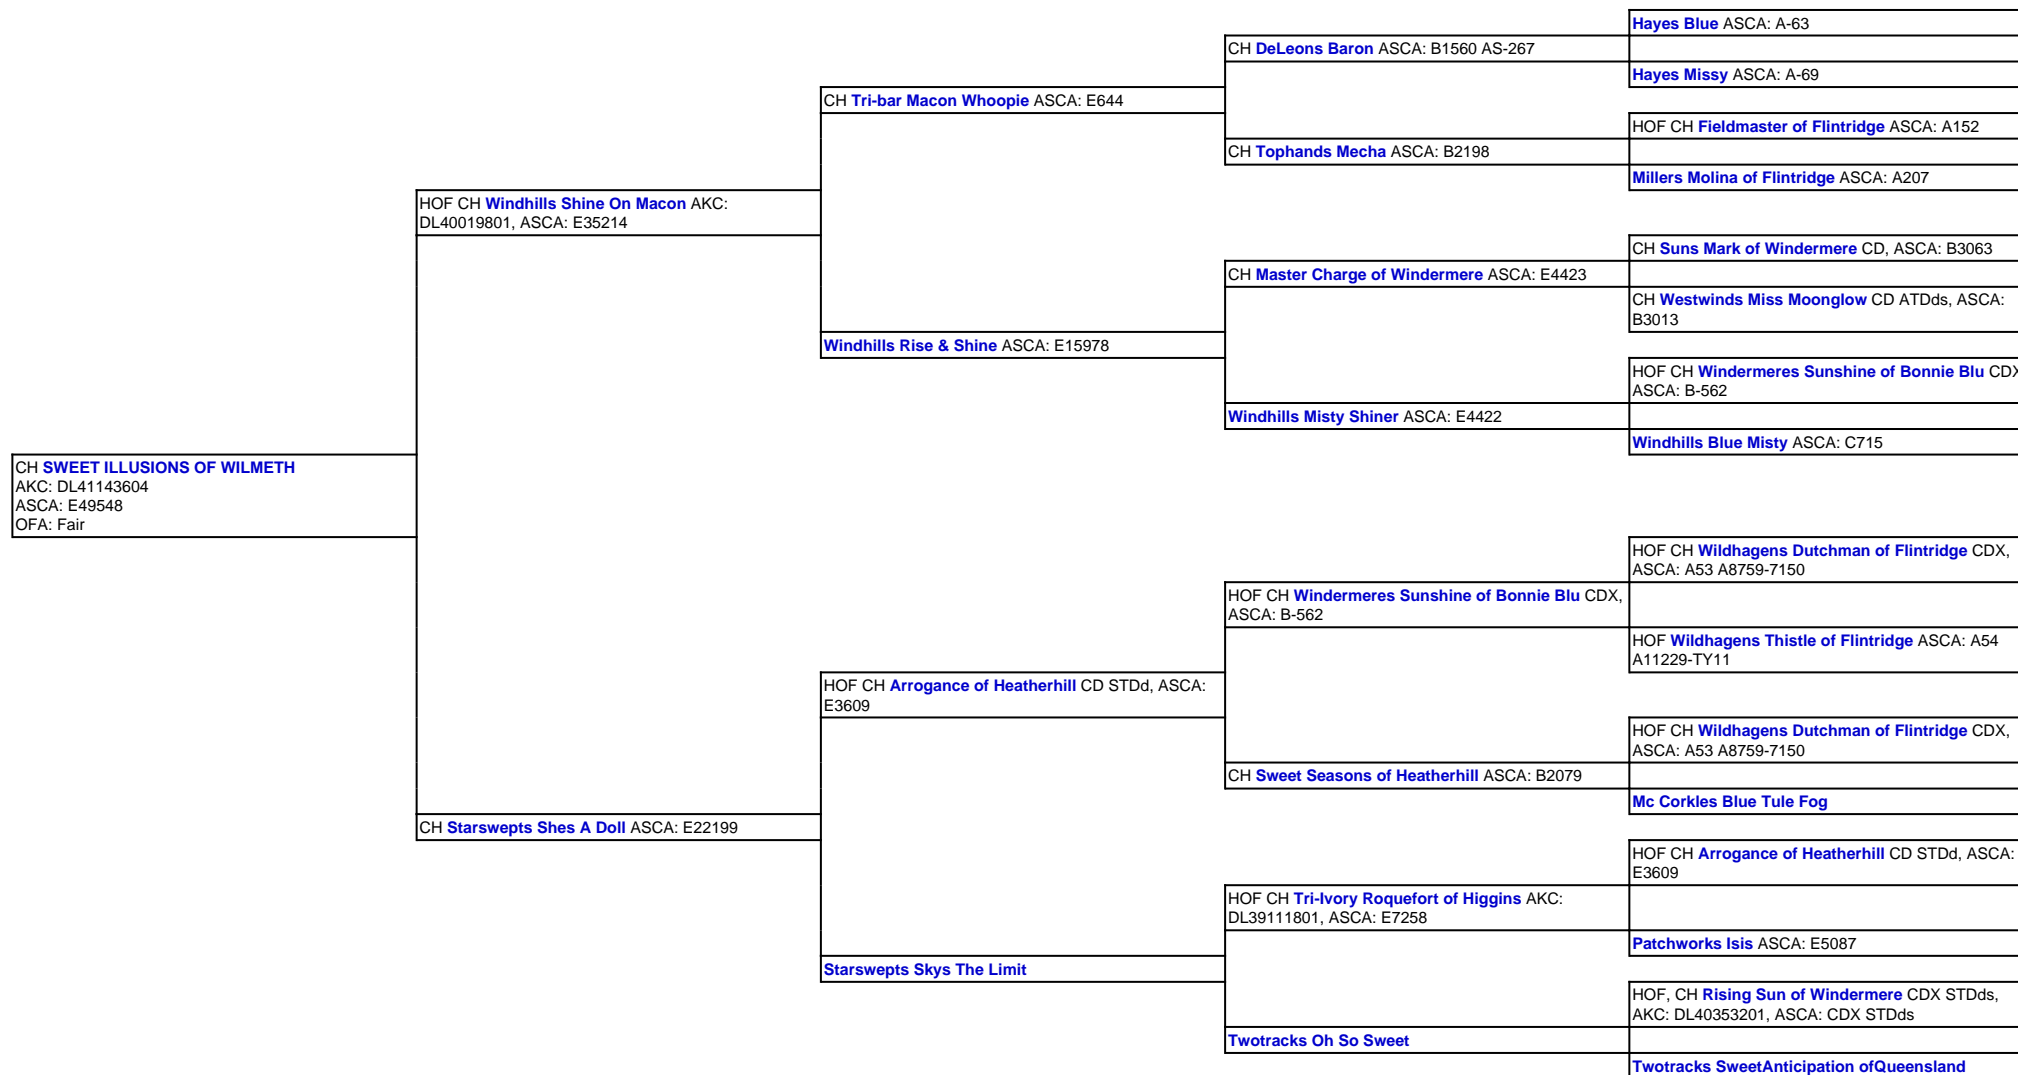 CH SWEET ILLUSIONS OF WILMETH
AKC: DL41143604
ASCA: E49548
OFA: Fair
HOF CH Windhills Shine On Macon AKC:
DL40019801, ASCA: E35214
CH Starswepts Shes A Doll ASCA: E22199
CH Tri-bar Macon Whoopie ASCA: E644
Windhills Rise & Shine ASCA: E15978
HOF CH Arrogance of Heatherhill CD STDd, ASCA:
E3609
Starswepts Skys The Limit
CH DeLeons Baron ASCA: B1560 AS-267
CH Tophands Mecha ASCA: B2198
CH Master Charge of Windermere ASCA: E4423
Windhills Misty Shiner ASCA: E4422
HOF CH Windermeres Sunshine of Bonnie Blu CDX,
ASCA: B-562
CH Sweet Seasons of Heatherhill ASCA: B2079
HOF CH Tri-Ivory Roquefort of Higgins AKC:
DL39111801, ASCA: E7258
Twotracks Oh So Sweet
Hayes Blue ASCA: A-63
Hayes Missy ASCA: A-69
HOF CH Fieldmaster of Flintridge ASCA: A152
Millers Molina of Flintridge ASCA: A207
CH Suns Mark of Windermere CD, ASCA: B3063
CH Westwinds Miss Moonglow CD ATDds, ASCA:
B3013
HOF CH Windermeres Sunshine of Bonnie Blu CDX
ASCA: B-562
Windhills Blue Misty ASCA: C715
HOF CH Wildhagens Dutchman of Flintridge CDX,
ASCA: A53 A8759-7150
HOF Wildhagens Thistle of Flintridge ASCA: A54
A11229-TY11
HOF CH Wildhagens Dutchman of Flintridge CDX,
ASCA: A53 A8759-7150
Mc Corkles Blue Tule Fog
HOF CH Arrogance of Heatherhill CD STDd, ASCA:
E3609
Patchworks Isis ASCA: E5087
HOF, CH Rising Sun of Windermere CDX STDds,
AKC: DL40353201, ASCA: CDX STDds
Twotracks SweetAnticipation ofQueensland